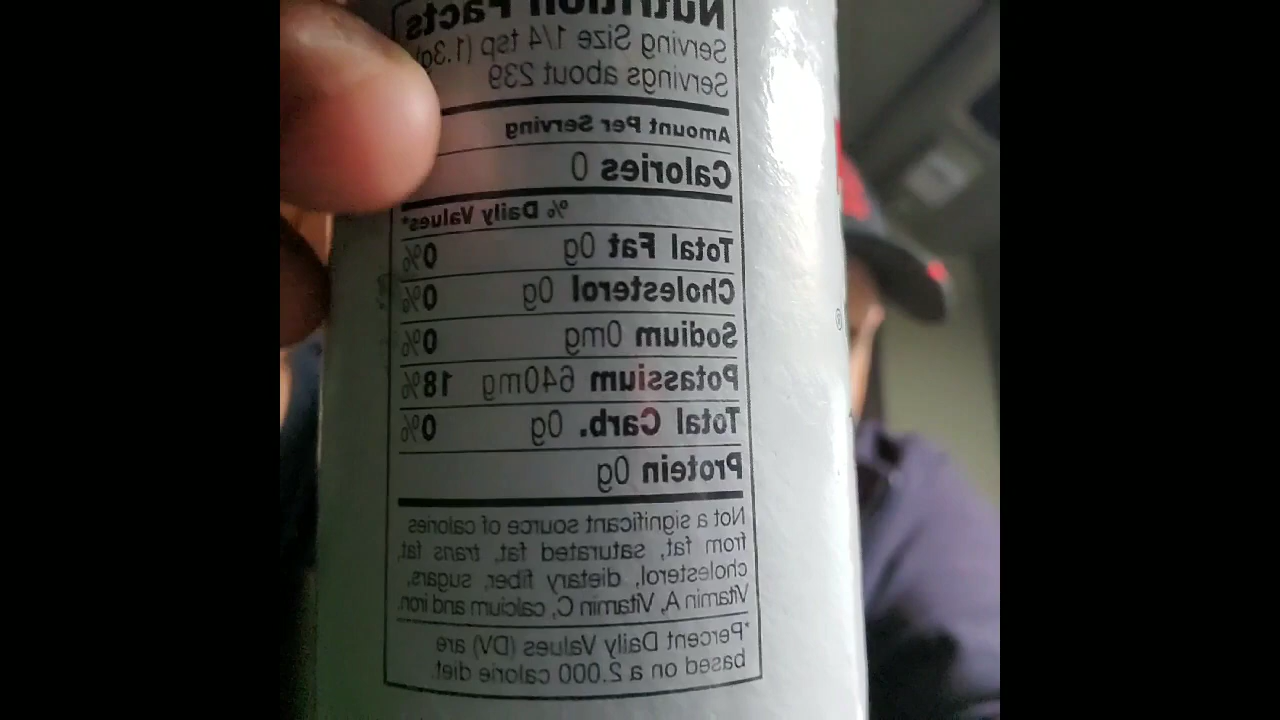 Nutrition Facts
Serving Size 1/4 tsp (1.3g)
Servings about 239
Amount Per Serving
Calories 0
% Daily Values*
Total Fat 0g 0%
Cholesterol 0g 0%
Sodium 0mg 0%
Potassium 640mg 18%
Total Carb. 0g 0%
Protein 0g
Not a significant source of calories
from fat, saturated fat, trans fat,
cholesterol, dietary fiber, sugars,
Vitamin A, Vitamin C, calcium and iron.
*Percent Daily Values (DV) are
based on a 2,000 calorie diet.
®